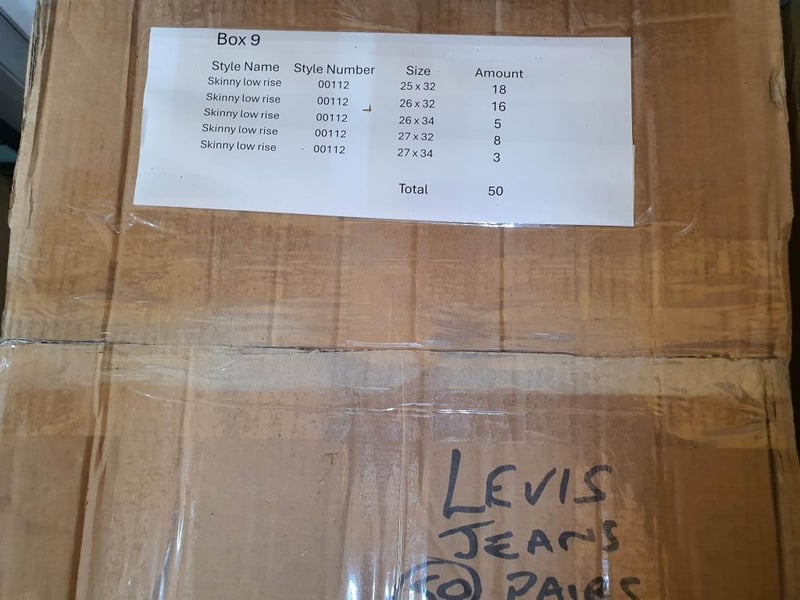 Box 9
Style Name Style Number Size Amount
Skinny low rise 00112 25 x 32 18
Skinny low rise 00112 26 x 32 16
Skinny low rise 00112 26 x 34 5
Skinny low rise 00112 27 x 32 8
Skinny low rise 00112 27 x 34 3
Total 50
LEVIS
JEANS
50 PAIRS